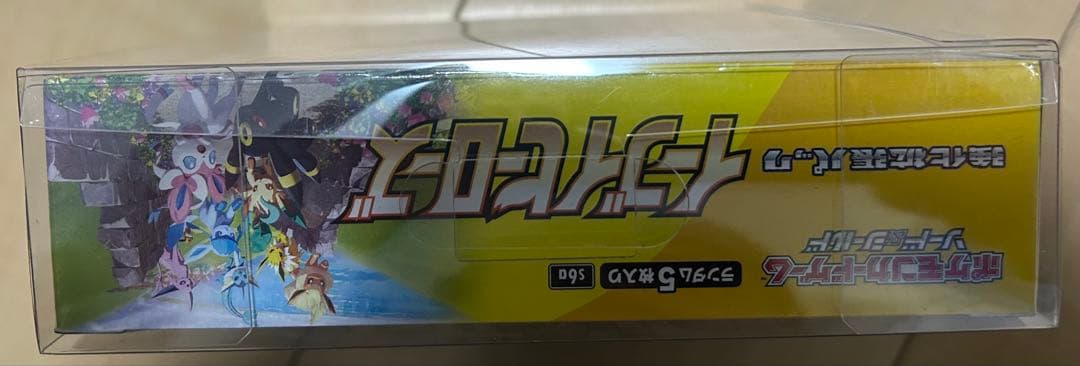 ポケモンカードゲーム
ソード&シールド
強化拡張パック
イーブイヒーローズ
S6a
ランダム5枚入り